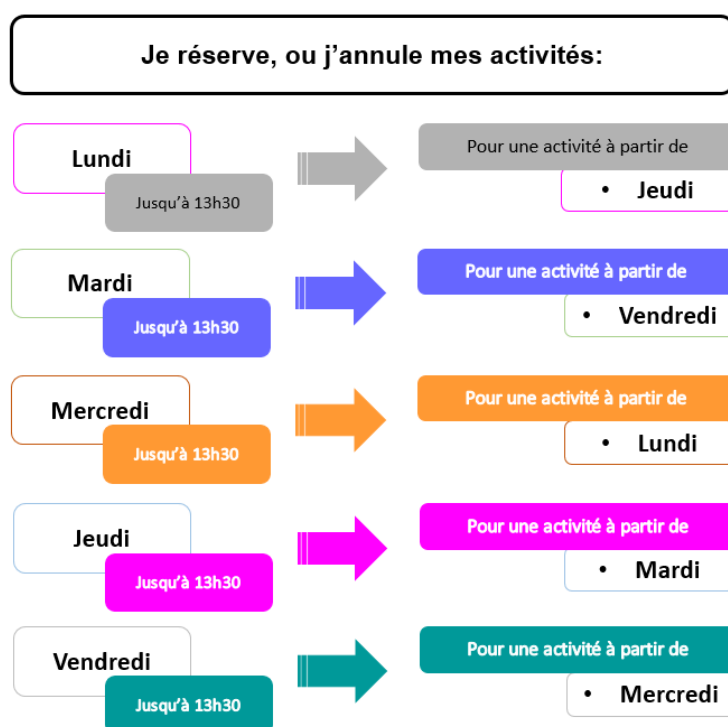 Je réserve, ou j’annule mes activités:
Lundi
Jusqu’à 13h30
Pour une activité à partir de
• Jeudi
Mardi
Jusqu’à 13h30
Pour une activité à partir de
• Vendredi
Mercredi
Jusqu’à 13h30
Pour une activité à partir de
• Lundi
Jeudi
Jusqu’à 13h30
Pour une activité à partir de
• Mardi
Vendredi
Jusqu’à 13h30
Pour une activité à partir de
• Mercredi